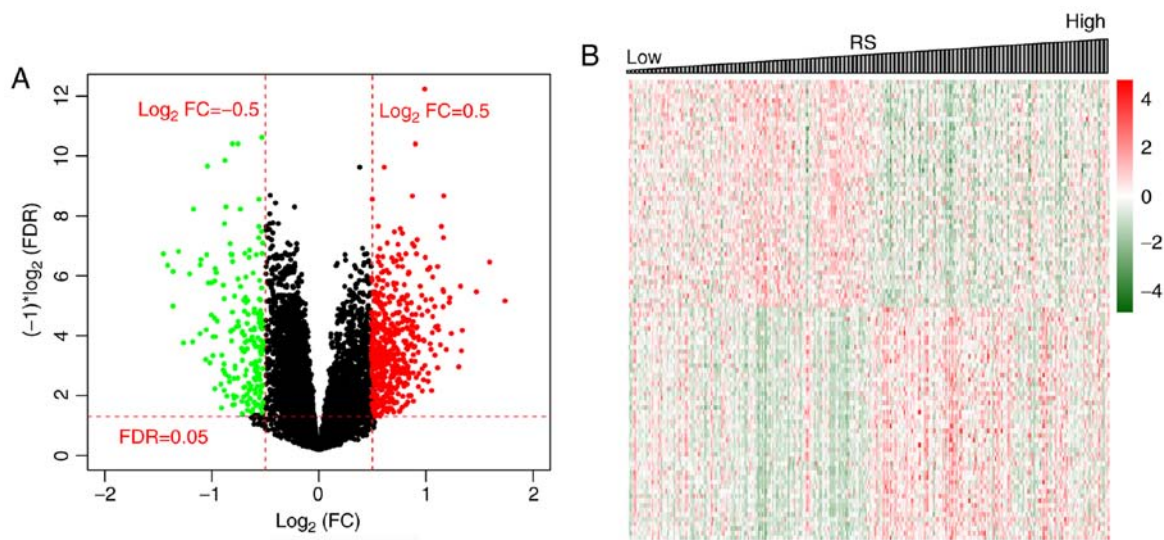 A
12
10
8
6
4
2
0
(−1)*log₂ (FDR)
Log₂ FC=−0.5
Log₂ FC=0.5
FDR=0.05
−2
−1
0
1
2
Log₂ (FC)
B
Low
RS
High
4
2
0
−2
−4